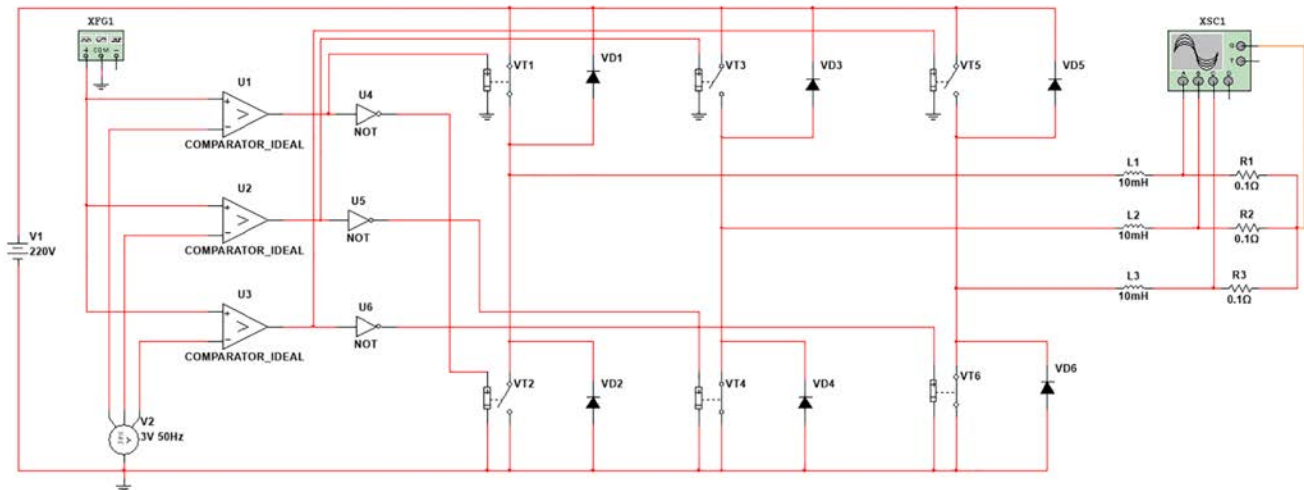 XFG1
COM
U1
COMPARATOR_IDEAL
U4
NOT
VT1
VD1
VT3
VD3
VT5
VD5
XSC1
A B C D
G
T
U2
COMPARATOR_IDEAL
U5
NOT
L1
10mH
R1
0.1Ω
L2
10mH
R2
0.1Ω
V1
220V
U3
COMPARATOR_IDEAL
U6
NOT
L3
10mH
R3
0.1Ω
VT2
VD2
VT4
VD4
VT6
VD6
V2
3V 50Hz